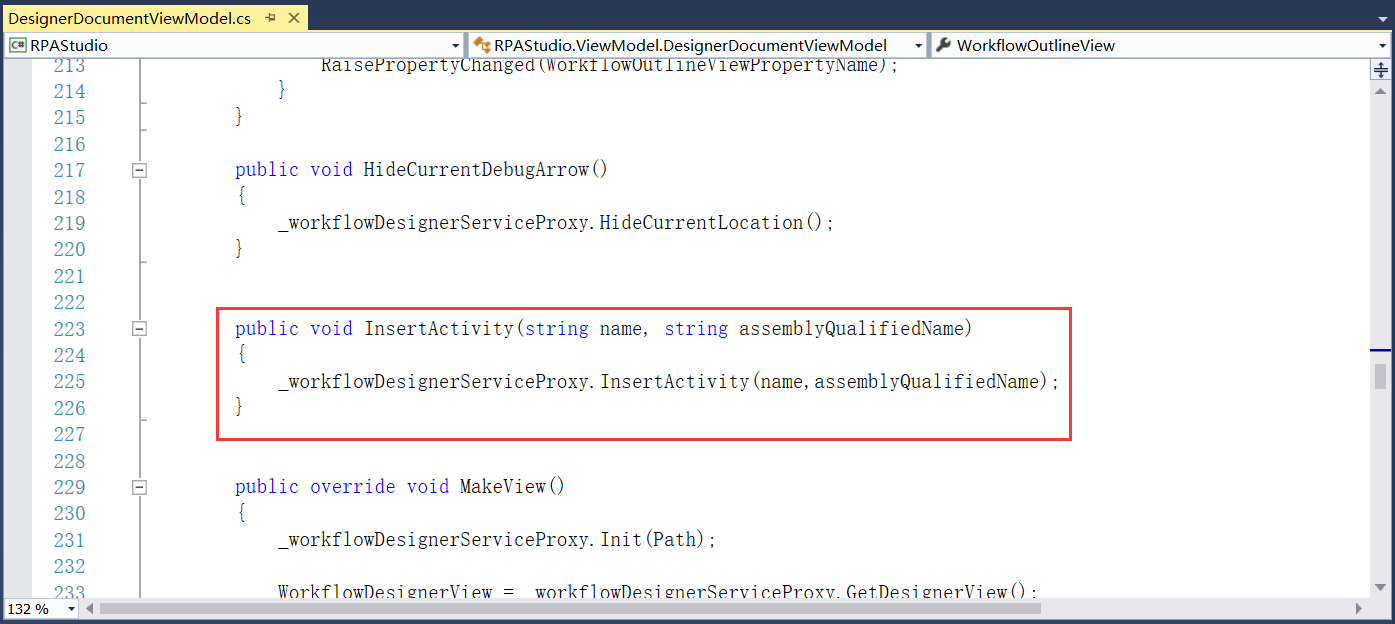 DesignerDocumentViewModel.cs
RPAStudio RPAStudio.ViewModel.DesignerDocumentViewModel WorkflowOutlineView
213 RaisePropertyChanged(WorkflowOutlineViewPropertyName);
214 }
215 }
216
217 public void HideCurrentDebugArrow()
218 {
219 _workflowDesignerServiceProxy.HideCurrentLocation();
220 }
221
222
223 public void InsertActivity(string name, string assemblyQualifiedName)
224 {
225 _workflowDesignerServiceProxy.InsertActivity(name,assemblyQualifiedName);
226 }
227
228
229 public override void MakeView()
230 {
231 _workflowDesignerServiceProxy.Init(Path);
232
233 WorkflowDesignerView = _workflowDesignerServiceProxy.GetDesignerView();
132 %